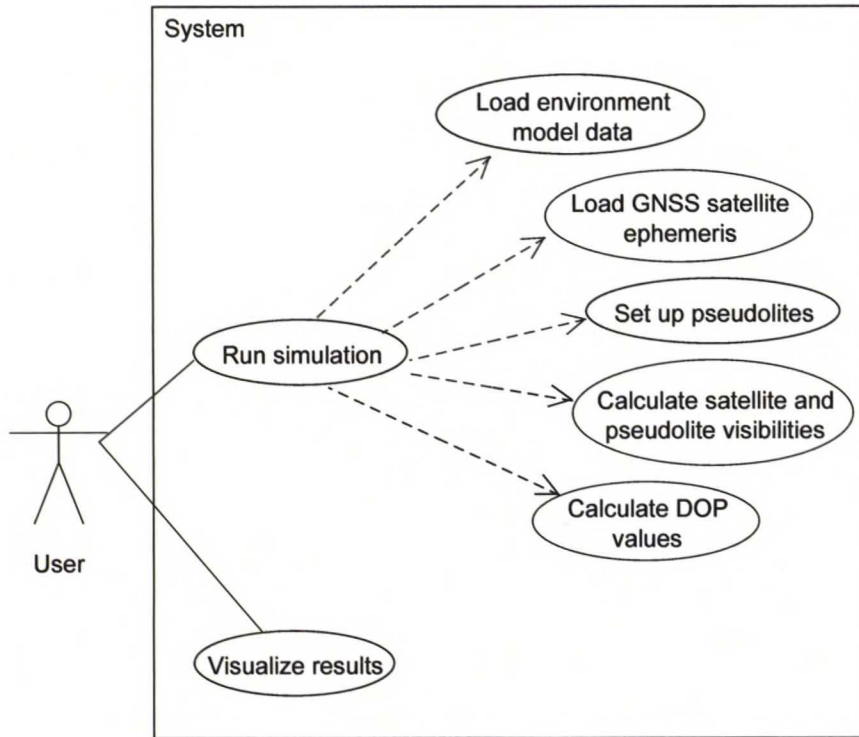 System
Load environment
model data
Load GNSS satellite
ephemeris
Set up pseudolites
Run simulation
Calculate satellite and
pseudolite visibilities
Calculate DOP
values
User
Visualize results